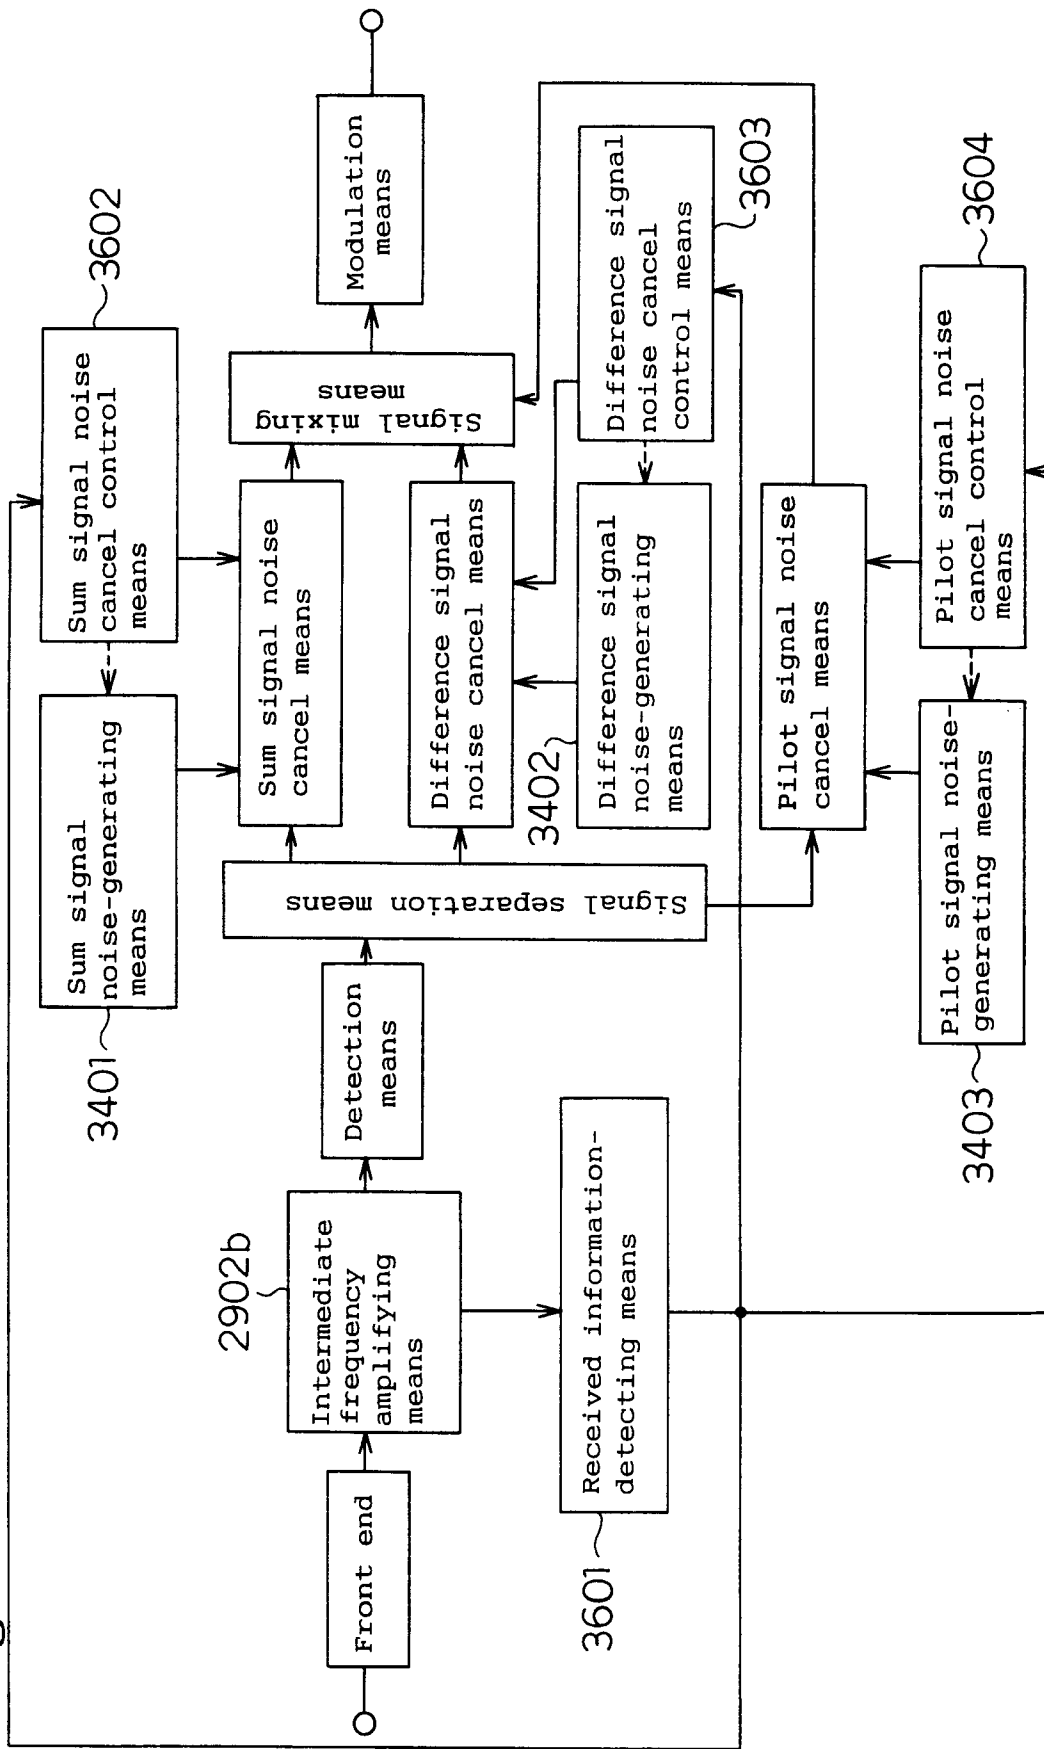 3401
Sum signal
noise-generating
means
3602
Sum signal noise
cancel control
means
Front end
2902b
Intermediate
frequency
amplifying
means
Detection
means
Signal separation means
Sum signal noise
cancel means
Difference signal
noise cancel means
Signal mixing
means
Modulation
means
3601
Received information-
detecting means
3402
Difference signal
noise-generating
means
Difference signal
noise cancel
control means
3603
Pilot signal noise
cancel means
3403
Pilot signal noise-
generating means
Pilot signal noise
cancel control
means
3604